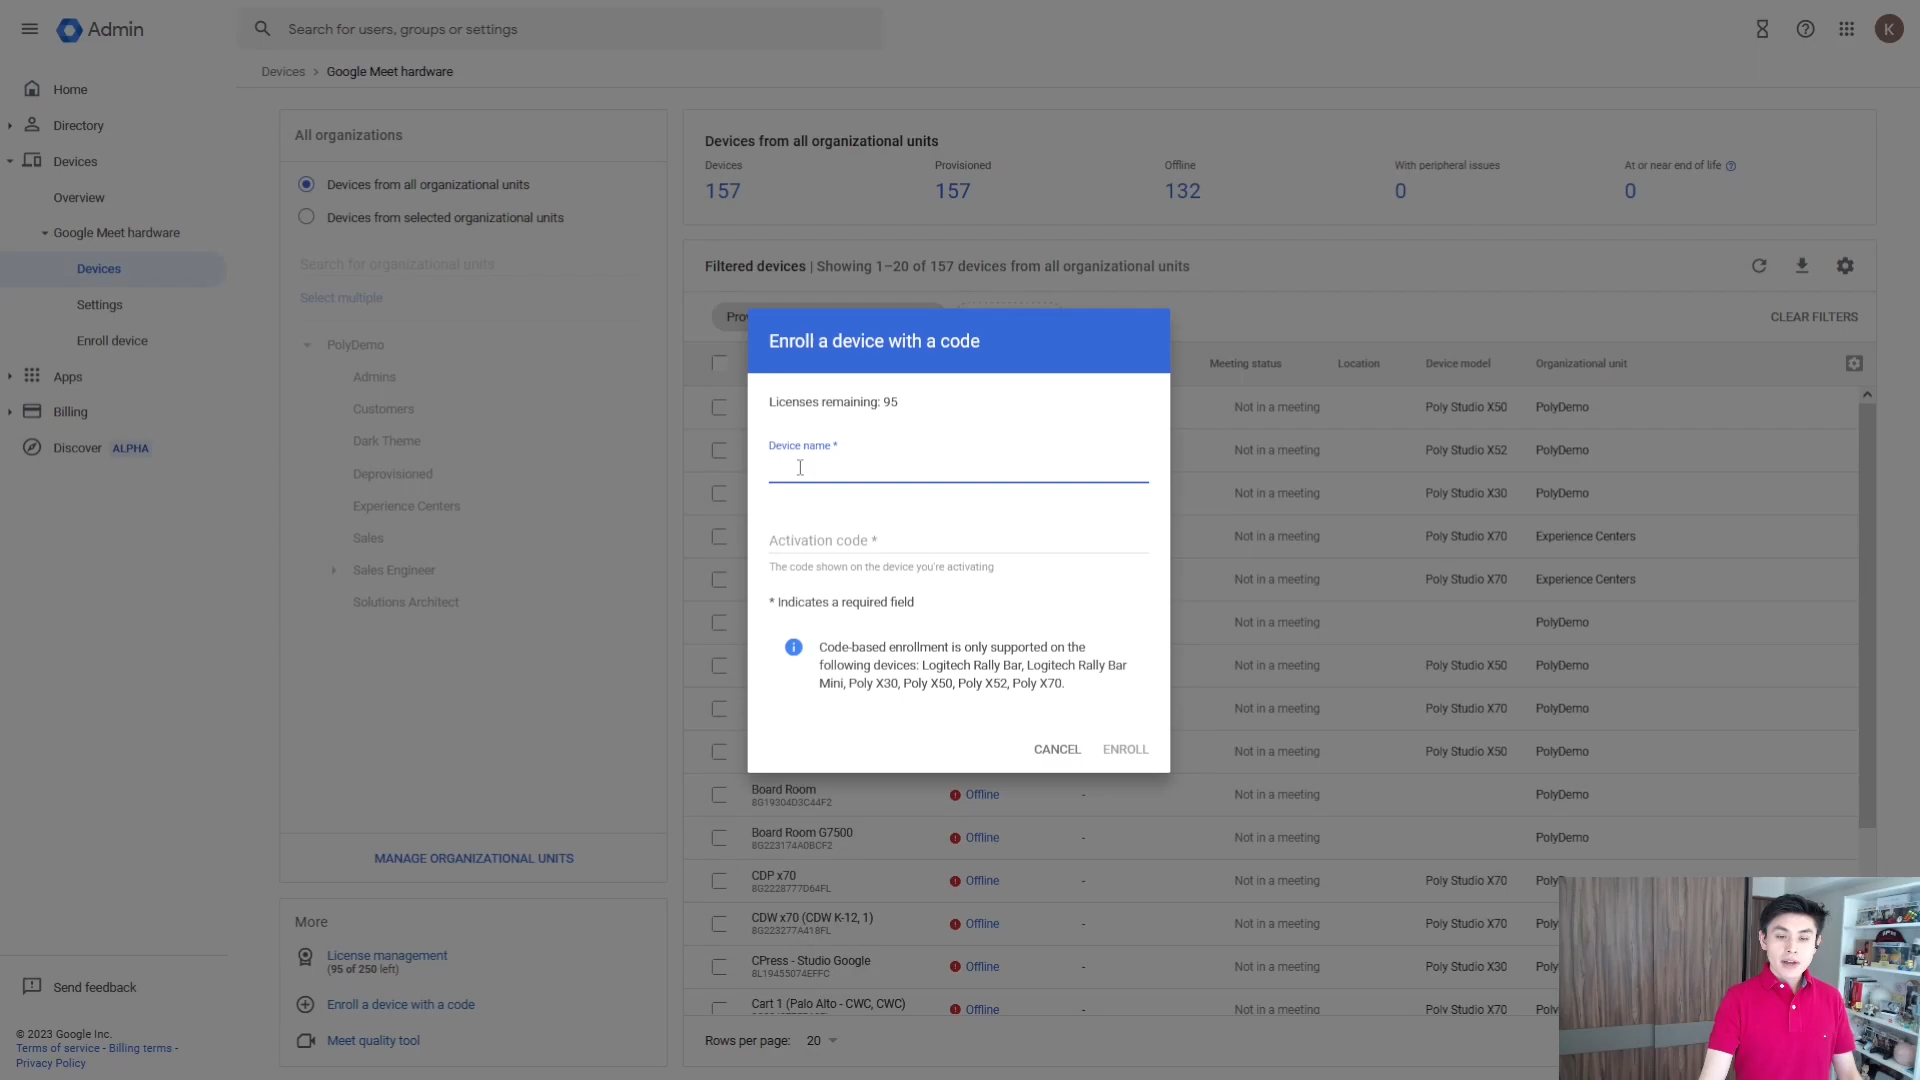 Admin
Search for users, groups or settings
K
Home
Directory
Devices
Overview
Google Meet hardware
Devices
Settings
Enroll device
Apps
Billing
Discover ALPHA
Send feedback
© 2023 Google Inc.
Terms of service - Billing terms -
Privacy Policy
Devices > Google Meet hardware
All organizations
Devices from all organizational units
Devices from selected organizational units
Search for organizational units
Select multiple
PolyDemo
Admins
Customers
Dark Theme
Deprovisioned
Experience Centers
Sales
Sales Engineer
Solutions Architect
MANAGE ORGANIZATIONAL UNITS
More
License management
(95 of 250 left)
Enroll a device with a code
Meet quality tool
Devices from all organizational units
Devices Provisioned Offline With peripheral issues At or near end of life
157 157 132 0 0
Filtered devices | Showing 1–20 of 157 devices from all organizational units
CLEAR FILTERS
Meeting status Location Device model Organizational unit
Not in a meeting Poly Studio X50 PolyDemo
Not in a meeting Poly Studio X52 PolyDemo
Not in a meeting Poly Studio X30 PolyDemo
Not in a meeting Poly Studio X70 Experience Centers
Not in a meeting Poly Studio X70 Experience Centers
Not in a meeting PolyDemo
Not in a meeting Poly Studio X50 PolyDemo
Not in a meeting Poly Studio X70 PolyDemo
Not in a meeting Poly Studio X50 PolyDemo
Board Room Offline - Not in a meeting PolyDemo
8G19304D3C44F2
Board Room G7500 Offline - Not in a meeting PolyDemo
8G223174A0BCF2
CDP x70 Offline - Not in a meeting Poly Studio X70
8G2228777D64FL
CDW x70 (CDW K-12, 1) Offline - Not in a meeting Poly Studio X70
8G223277A418FL
CPress - Studio Google Offline - Not in a meeting Poly Studio X30
8L19455074EFFC
Cart 1 (Palo Alto - CWC, CWC) Offline - Not in a meeting Poly Studio X70
Rows per page: 20
Enroll a device with a code
Licenses remaining: 95
Device name *
Activation code *
The code shown on the device you're activating
* Indicates a required field
Code-based enrollment is only supported on the
following devices: Logitech Rally Bar, Logitech Rally Bar
Mini, Poly X30, Poly X50, Poly X52, Poly X70.
CANCEL ENROLL